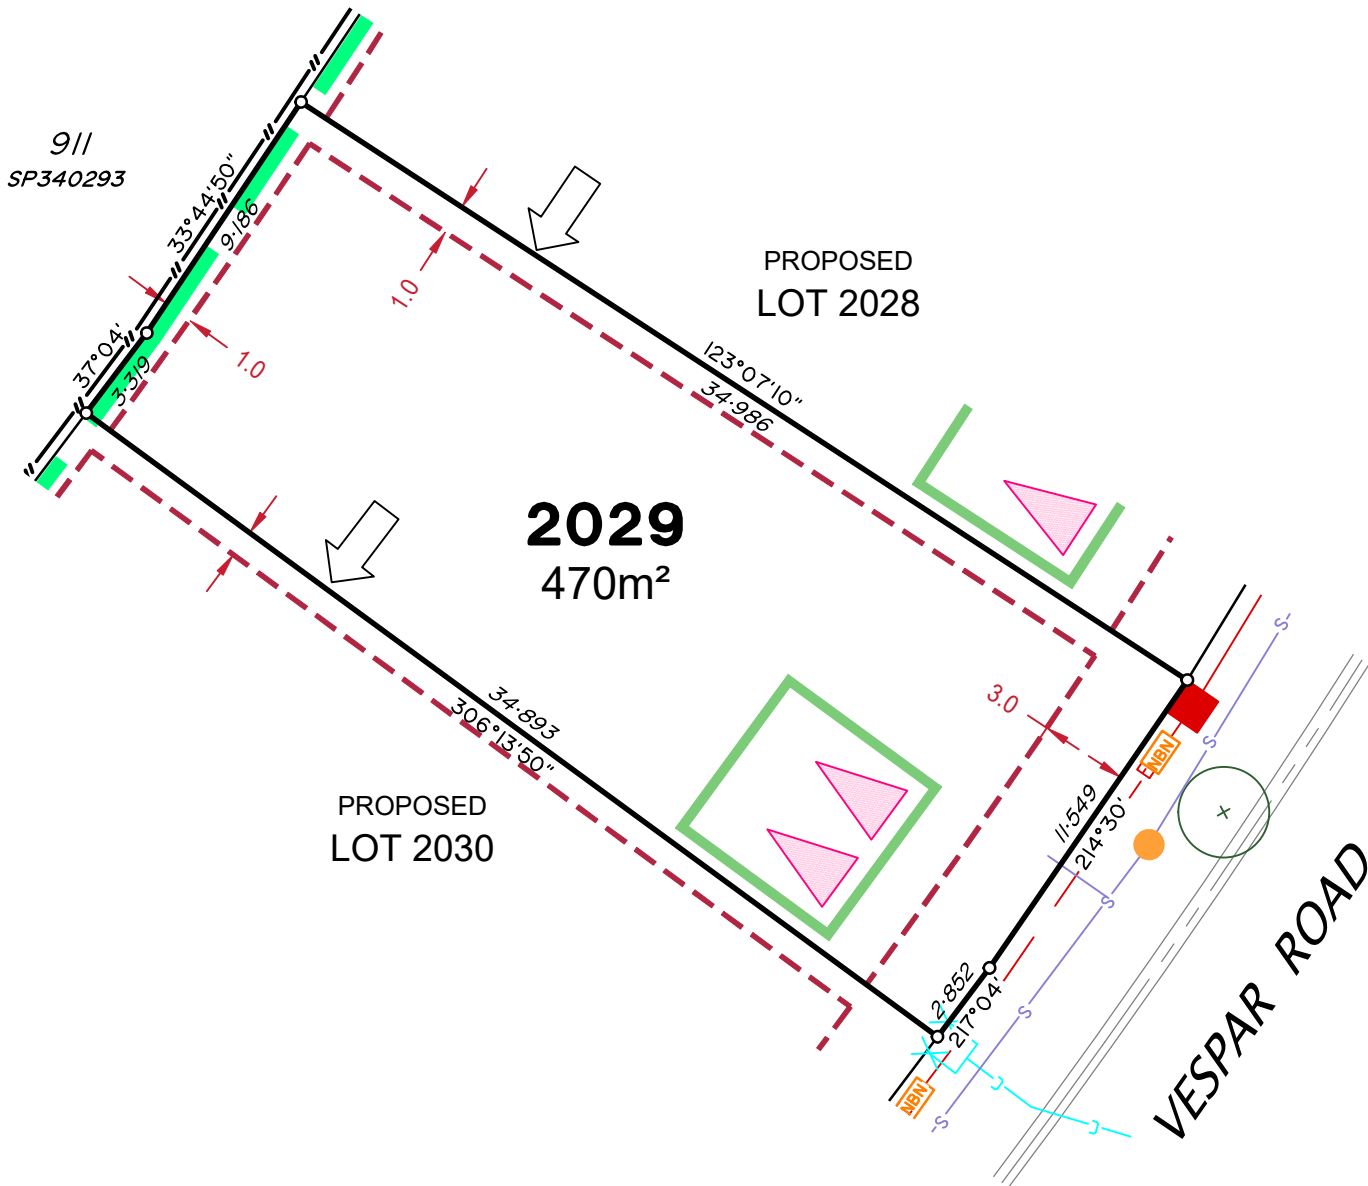 911
SP340293
33°44'50"
9·186
37°04'
3·319
1.0
1.0
PROPOSED
LOT 2028
123°07'10"
34·986
2029
470m²
34·893
306°13'50"
PROPOSED
LOT 2030
3.0
11·549
214°30'
2·852
217°04'
S
S
S
S
S
E
NBN
NBN
VESPAR ROAD